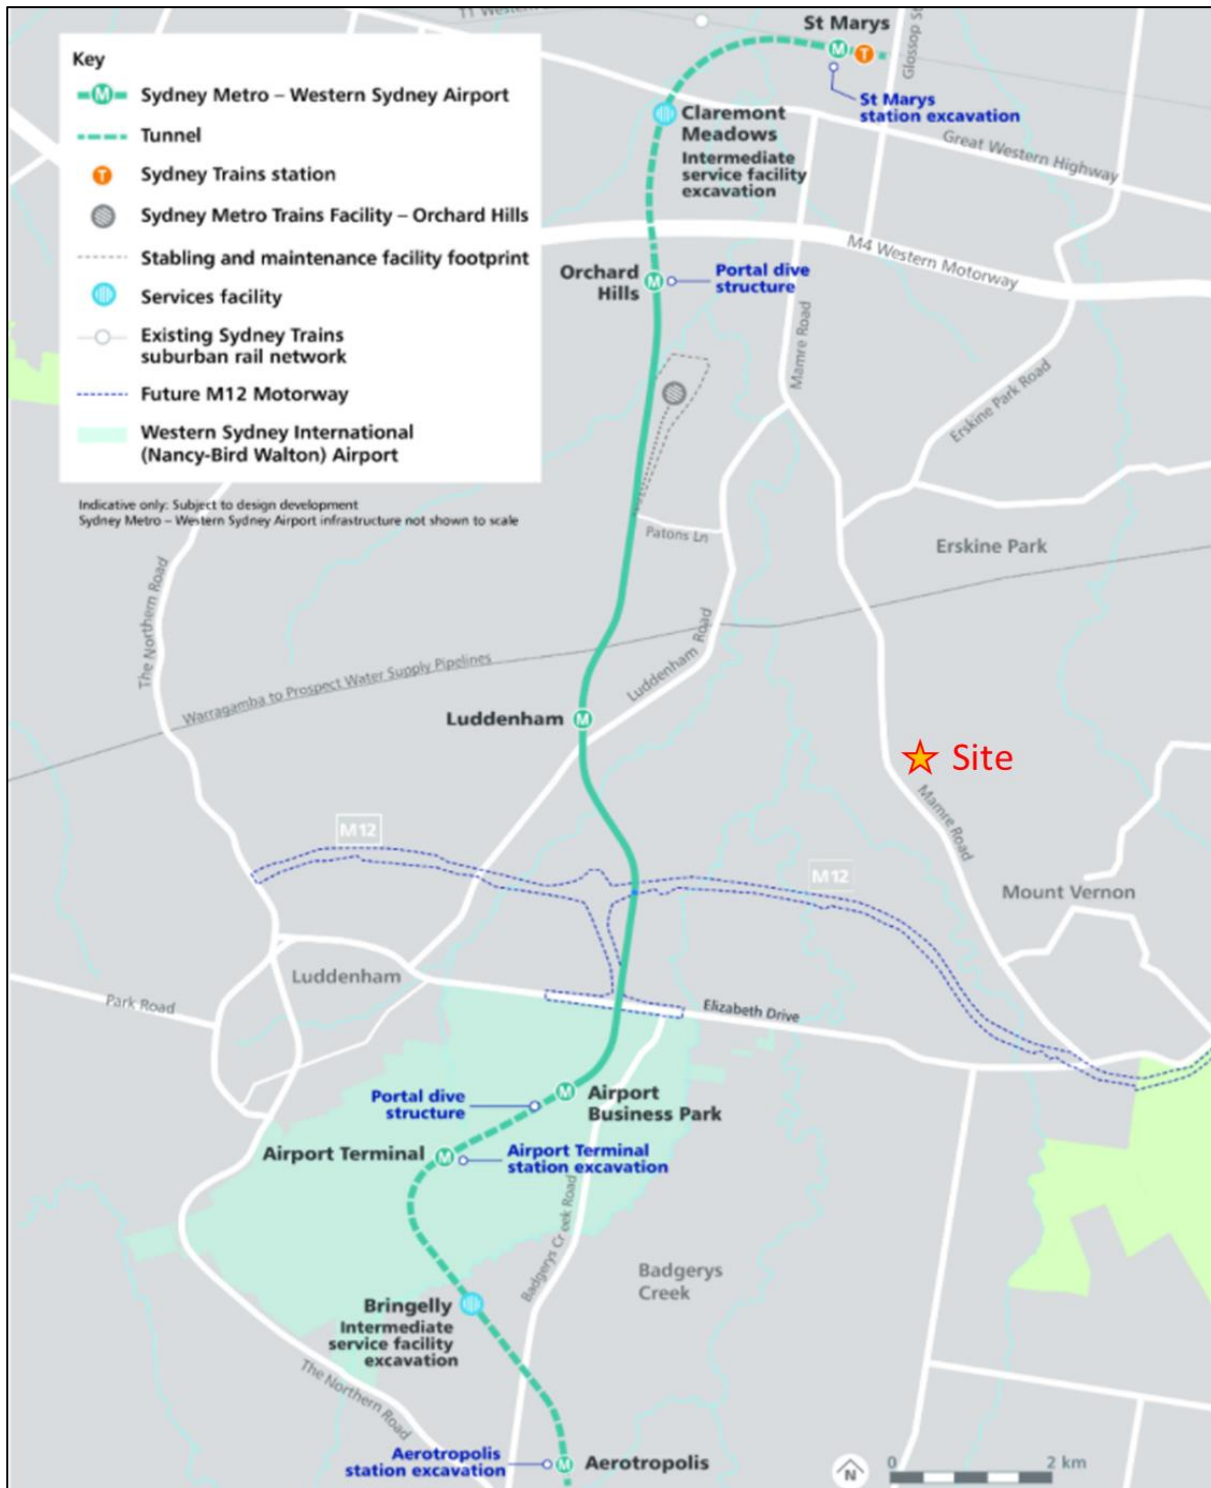 T1 Western
St Marys
M
T
Glossop St
Key
M
Sydney Metro – Western Sydney Airport
Tunnel
T
Sydney Trains station
Sydney Metro Trains Facility – Orchard Hills
Stabling and maintenance facility footprint
Services facility
Existing Sydney Trains
suburban rail network
Future M12 Motorway
Western Sydney International
(Nancy-Bird Walton) Airport
Indicative only: Subject to design development
Sydney Metro – Western Sydney Airport infrastructure not shown to scale
St Marys
station excavation
Claremont
Meadows
Intermediate
service facility
excavation
Great Western Highway
M4 Western Motorway
Orchard
Hills
M
Portal dive
structure
Mamre Road
Erskine Park Road
Patons Ln
Erskine Park
The Northern Road
Warragamba to Prospect Water Supply Pipelines
Luddenham Road
Luddenham
M
Site
Mamre Road
M12
M12
Mount Vernon
Luddenham
Park Road
Elizabeth Drive
Portal dive
structure
M
Airport
Business Park
Airport Terminal
M
Airport Terminal
station excavation
Badgerys Creek Road
Badgerys
Creek
Bringelly
Intermediate
service facility
excavation
The Northern Road
Aerotropolis
station excavation
M
Aerotropolis
N
0
2 km